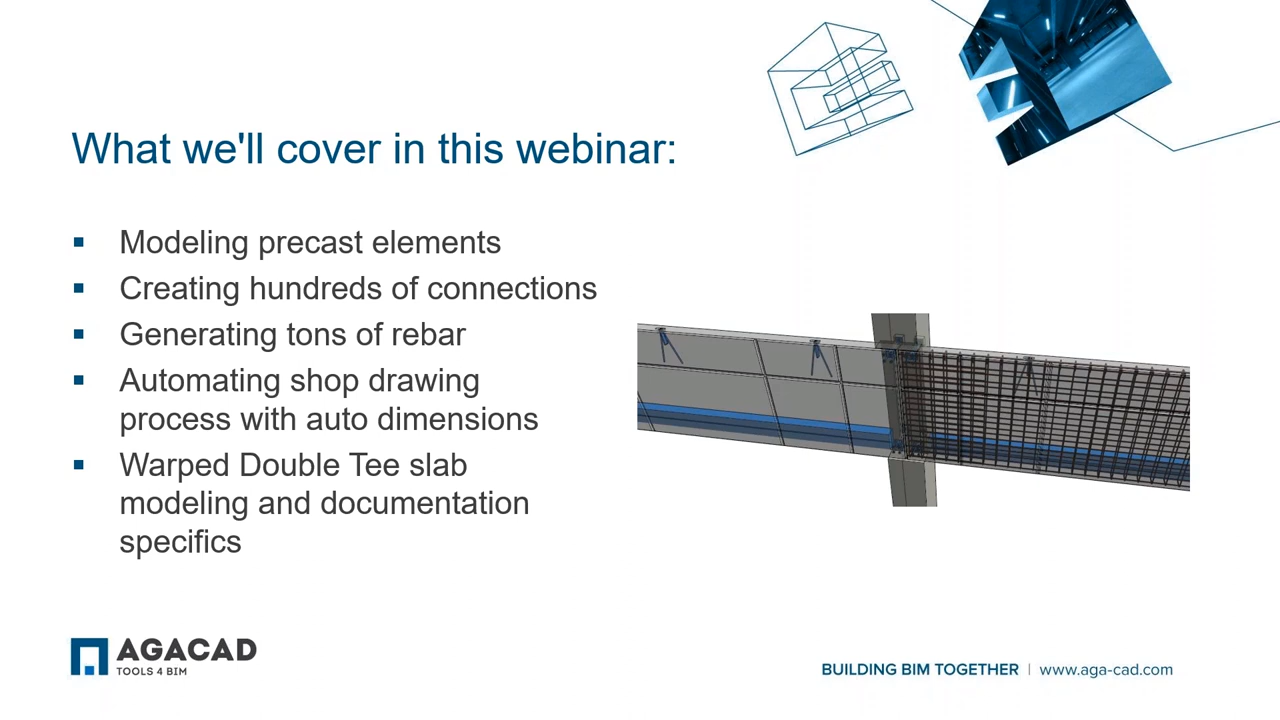 What we'll cover in this webinar:
▪ Modeling precast elements
▪ Creating hundreds of connections
▪ Generating tons of rebar
▪ Automating shop drawing
process with auto dimensions
▪ Warped Double Tee slab
modeling and documentation
specifics
AGACAD
TOOLS 4 BIM
BUILDING BIM TOGETHER | www.aga-cad.com